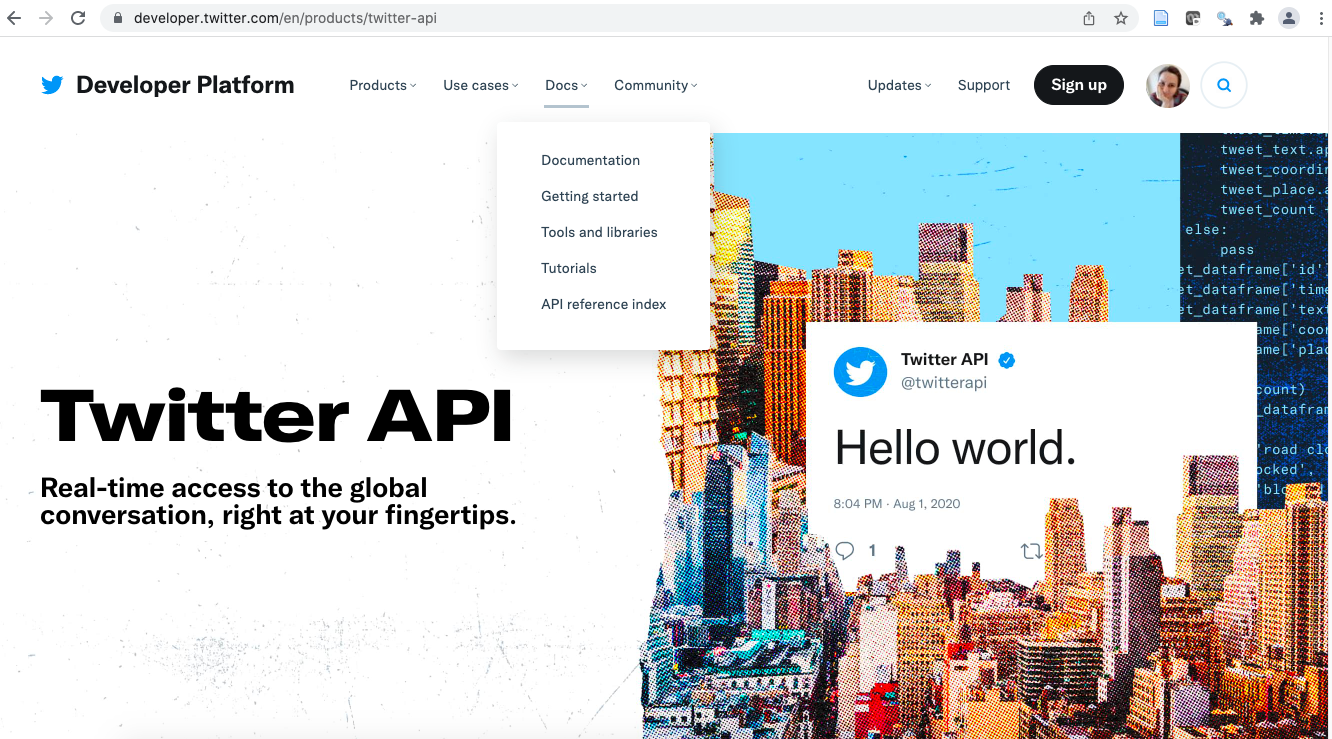 developer.twitter.com/en/products/twitter-api
Developer Platform
Products
Use cases
Docs
Community
Updates
Support
Sign up
Documentation
Getting started
Tools and libraries
Tutorials
API reference index
Twitter API
Real-time access to the global
conversation, right at your fingertips.
tweet_text.ap
tweet_coordin
tweet_place.a
tweet_count
else:
pass
et_dataframe['id']
et_dataframe['time
et_dataframe['text
ame['coor
ame['plac
count)
_datafram
'road clo
ocked',
Twitter API
@twitterapi
Hello world.
8:04 PM · Aug 1, 2020
1